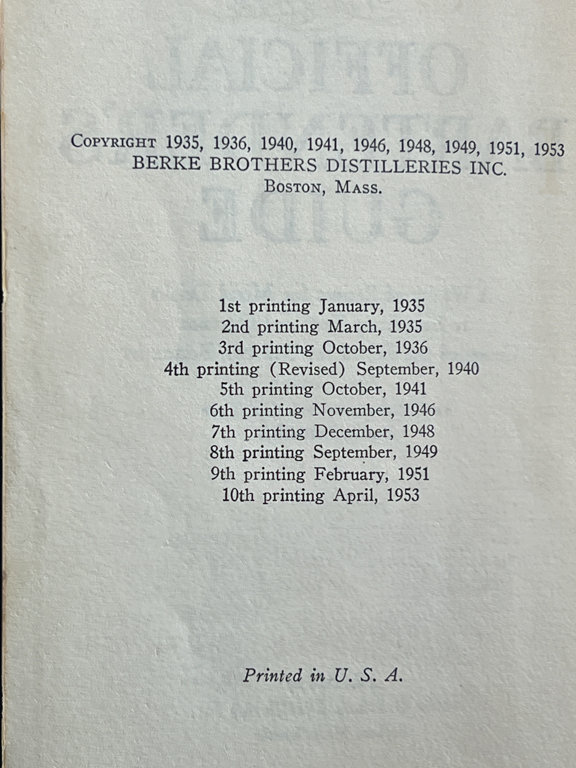 COPYRIGHT 1935, 1936, 1940, 1941, 1946, 1948, 1949, 1951, 1953
BERKE BROTHERS DISTILLERIES INC.
BOSTON, MASS.
1st printing January, 1935
2nd printing March, 1935
3rd printing October, 1936
4th printing (Revised) September, 1940
5th printing October, 1941
6th printing November, 1946
7th printing December, 1948
8th printing September, 1949
9th printing February, 1951
10th printing April, 1953
Printed in U. S. A.